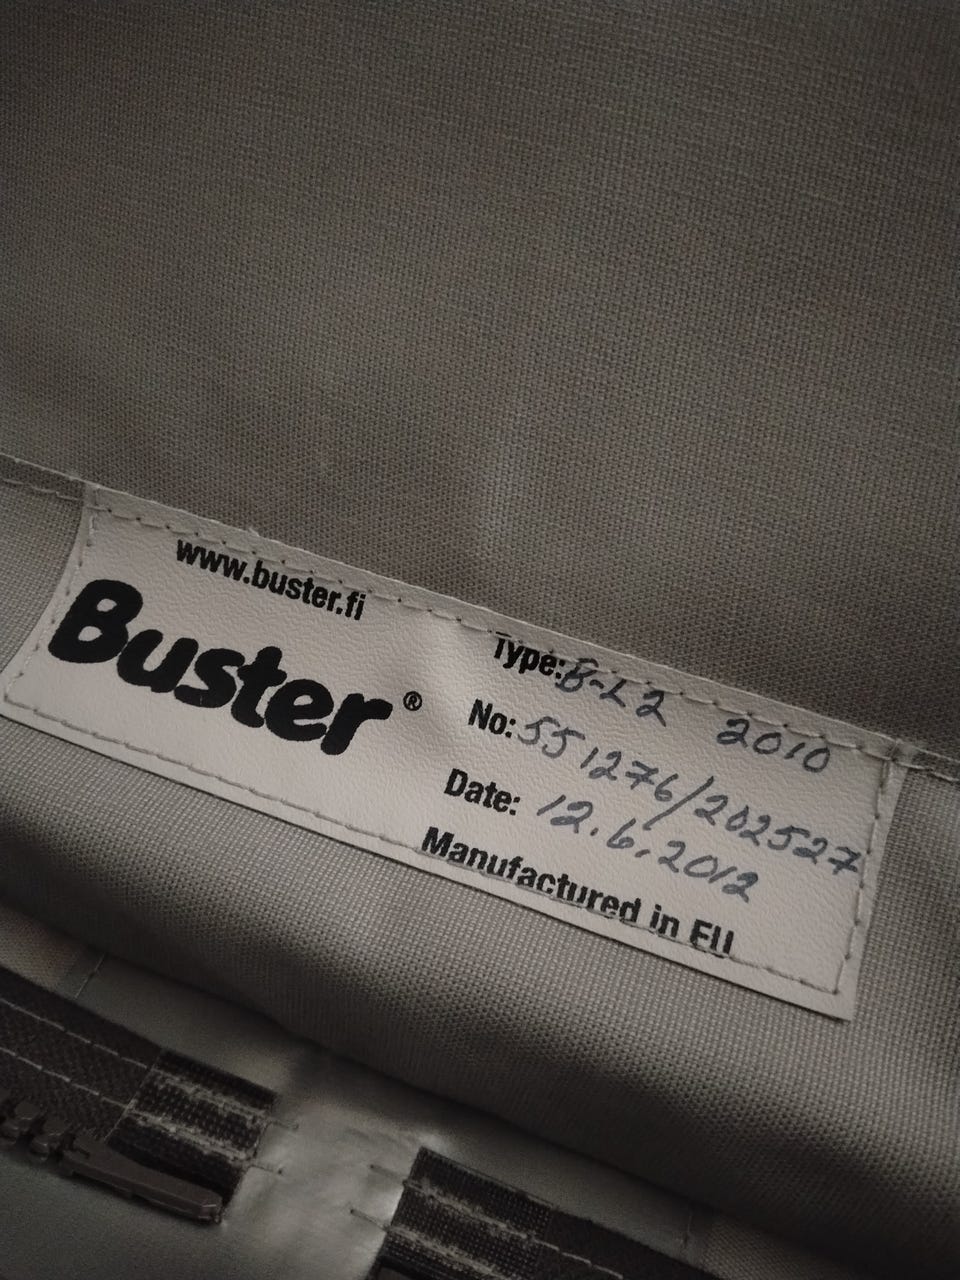 www.buster.fi
Buster®
Type: B-L2 2010
No: 551276/202527
Date: 12.6.2012
Manufactured in EU